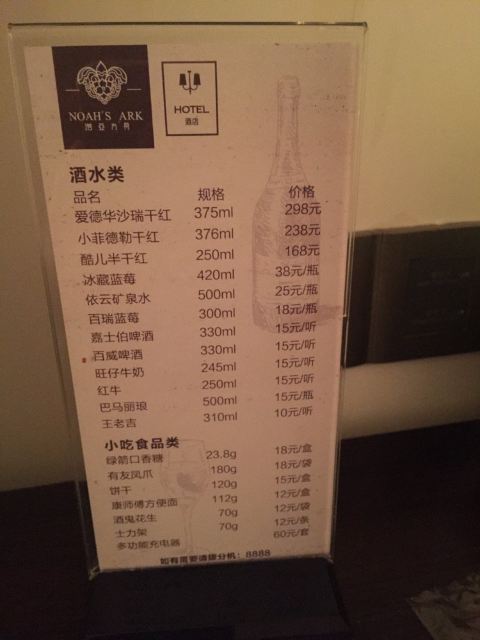 NOAH'S ARK
诺亚方舟
HOTEL
酒店
酒水类
品名 规格 价格
爱德华沙瑞干红 375ml 298元
小菲德勒干红 376ml 238元
酷儿半干红 250ml 168元
冰藏蓝莓 420ml 38元/瓶
依云矿泉水 500ml 25元/瓶
百瑞蓝莓 300ml 18元/瓶
嘉士伯啤酒 330ml 15元/听
百威啤酒 330ml 15元/听
旺仔牛奶 245ml 15元/听
红牛 250ml 15元/听
巴马丽琅 500ml 15元/瓶
王老吉 310ml 10元/听
小吃食品类
绿箭口香糖 23.8g 18元/盒
有友凤爪 180g 18元/袋
饼干 120g 15元/盒
康师傅方便面 112g 12元/盒
酒鬼花生 70g 12元/袋
士力架 70g 12元/条
多功能充电器 60元/套
如有需要请拨分机：8888